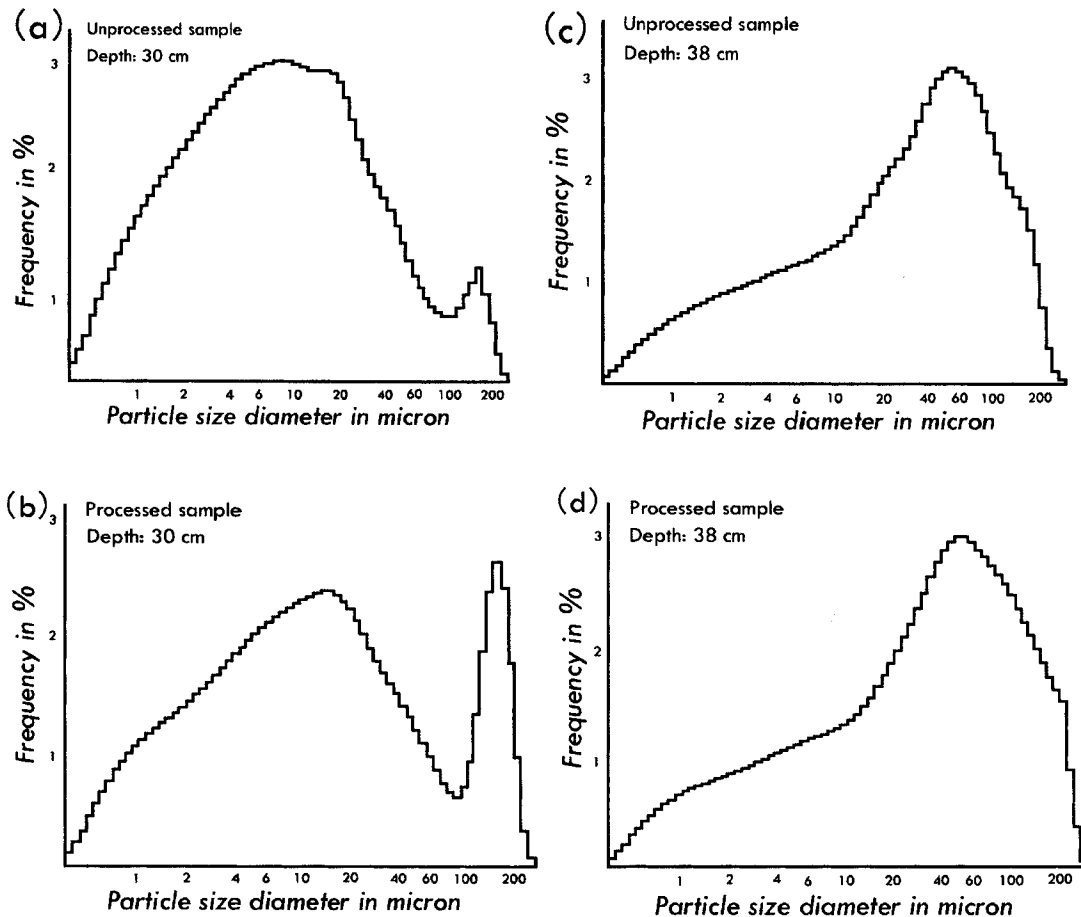 (a)
Unprocessed sample
Depth: 30 cm
3
2
1
Frequency in %
1 2 4 6 10 20 40 60 100 200
Particle size diameter in micron
(c)
Unprocessed sample
Depth: 38 cm
3
2
1
Frequency in %
1 2 4 6 10 20 40 60 100 200
Particle size diameter in micron
(b)
Processed sample
Depth: 30 cm
3
2
1
Frequency in %
1 2 4 6 10 20 40 60 100 200
Particle size diameter in micron
(d)
Processed sample
Depth: 38 cm
3
2
1
Frequency in %
1 2 4 6 10 20 40 60 100 200
Particle size diameter in micron